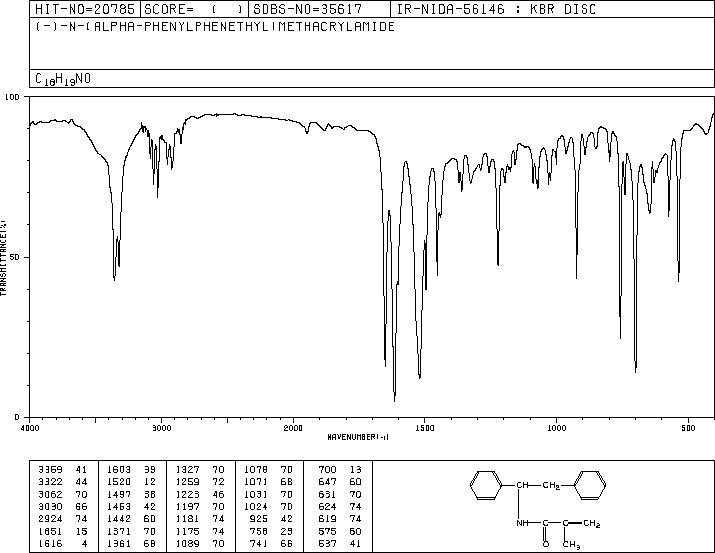 HIT-NO=20785 SCORE= ( ) SDBS-NO=35617 IR-NIDA-56146 : KBR DISC
(-)-N-(ALPHA-PHENYLPHENETHYL)METHACRYLAMIDE
C18H19NO
100
50
0
TRANSMITTANCE(%)
4000 3000 2000 1500 1000 500
WAVENUMBER(-1)
3359 41 1603 39 1327 70 1078 70 700 13
3322 44 1520 12 1259 72 1071 68 647 60
3062 70 1497 38 1223 46 1031 70 631 70
3030 66 1453 42 1197 70 1024 70 624 74
2924 74 1442 60 1181 74 925 42 619 74
1651 15 1371 70 1175 74 758 23 575 60
1616 4 1361 68 1089 70 741 66 537 41
CH CH2
NH C C CH2
O CH3